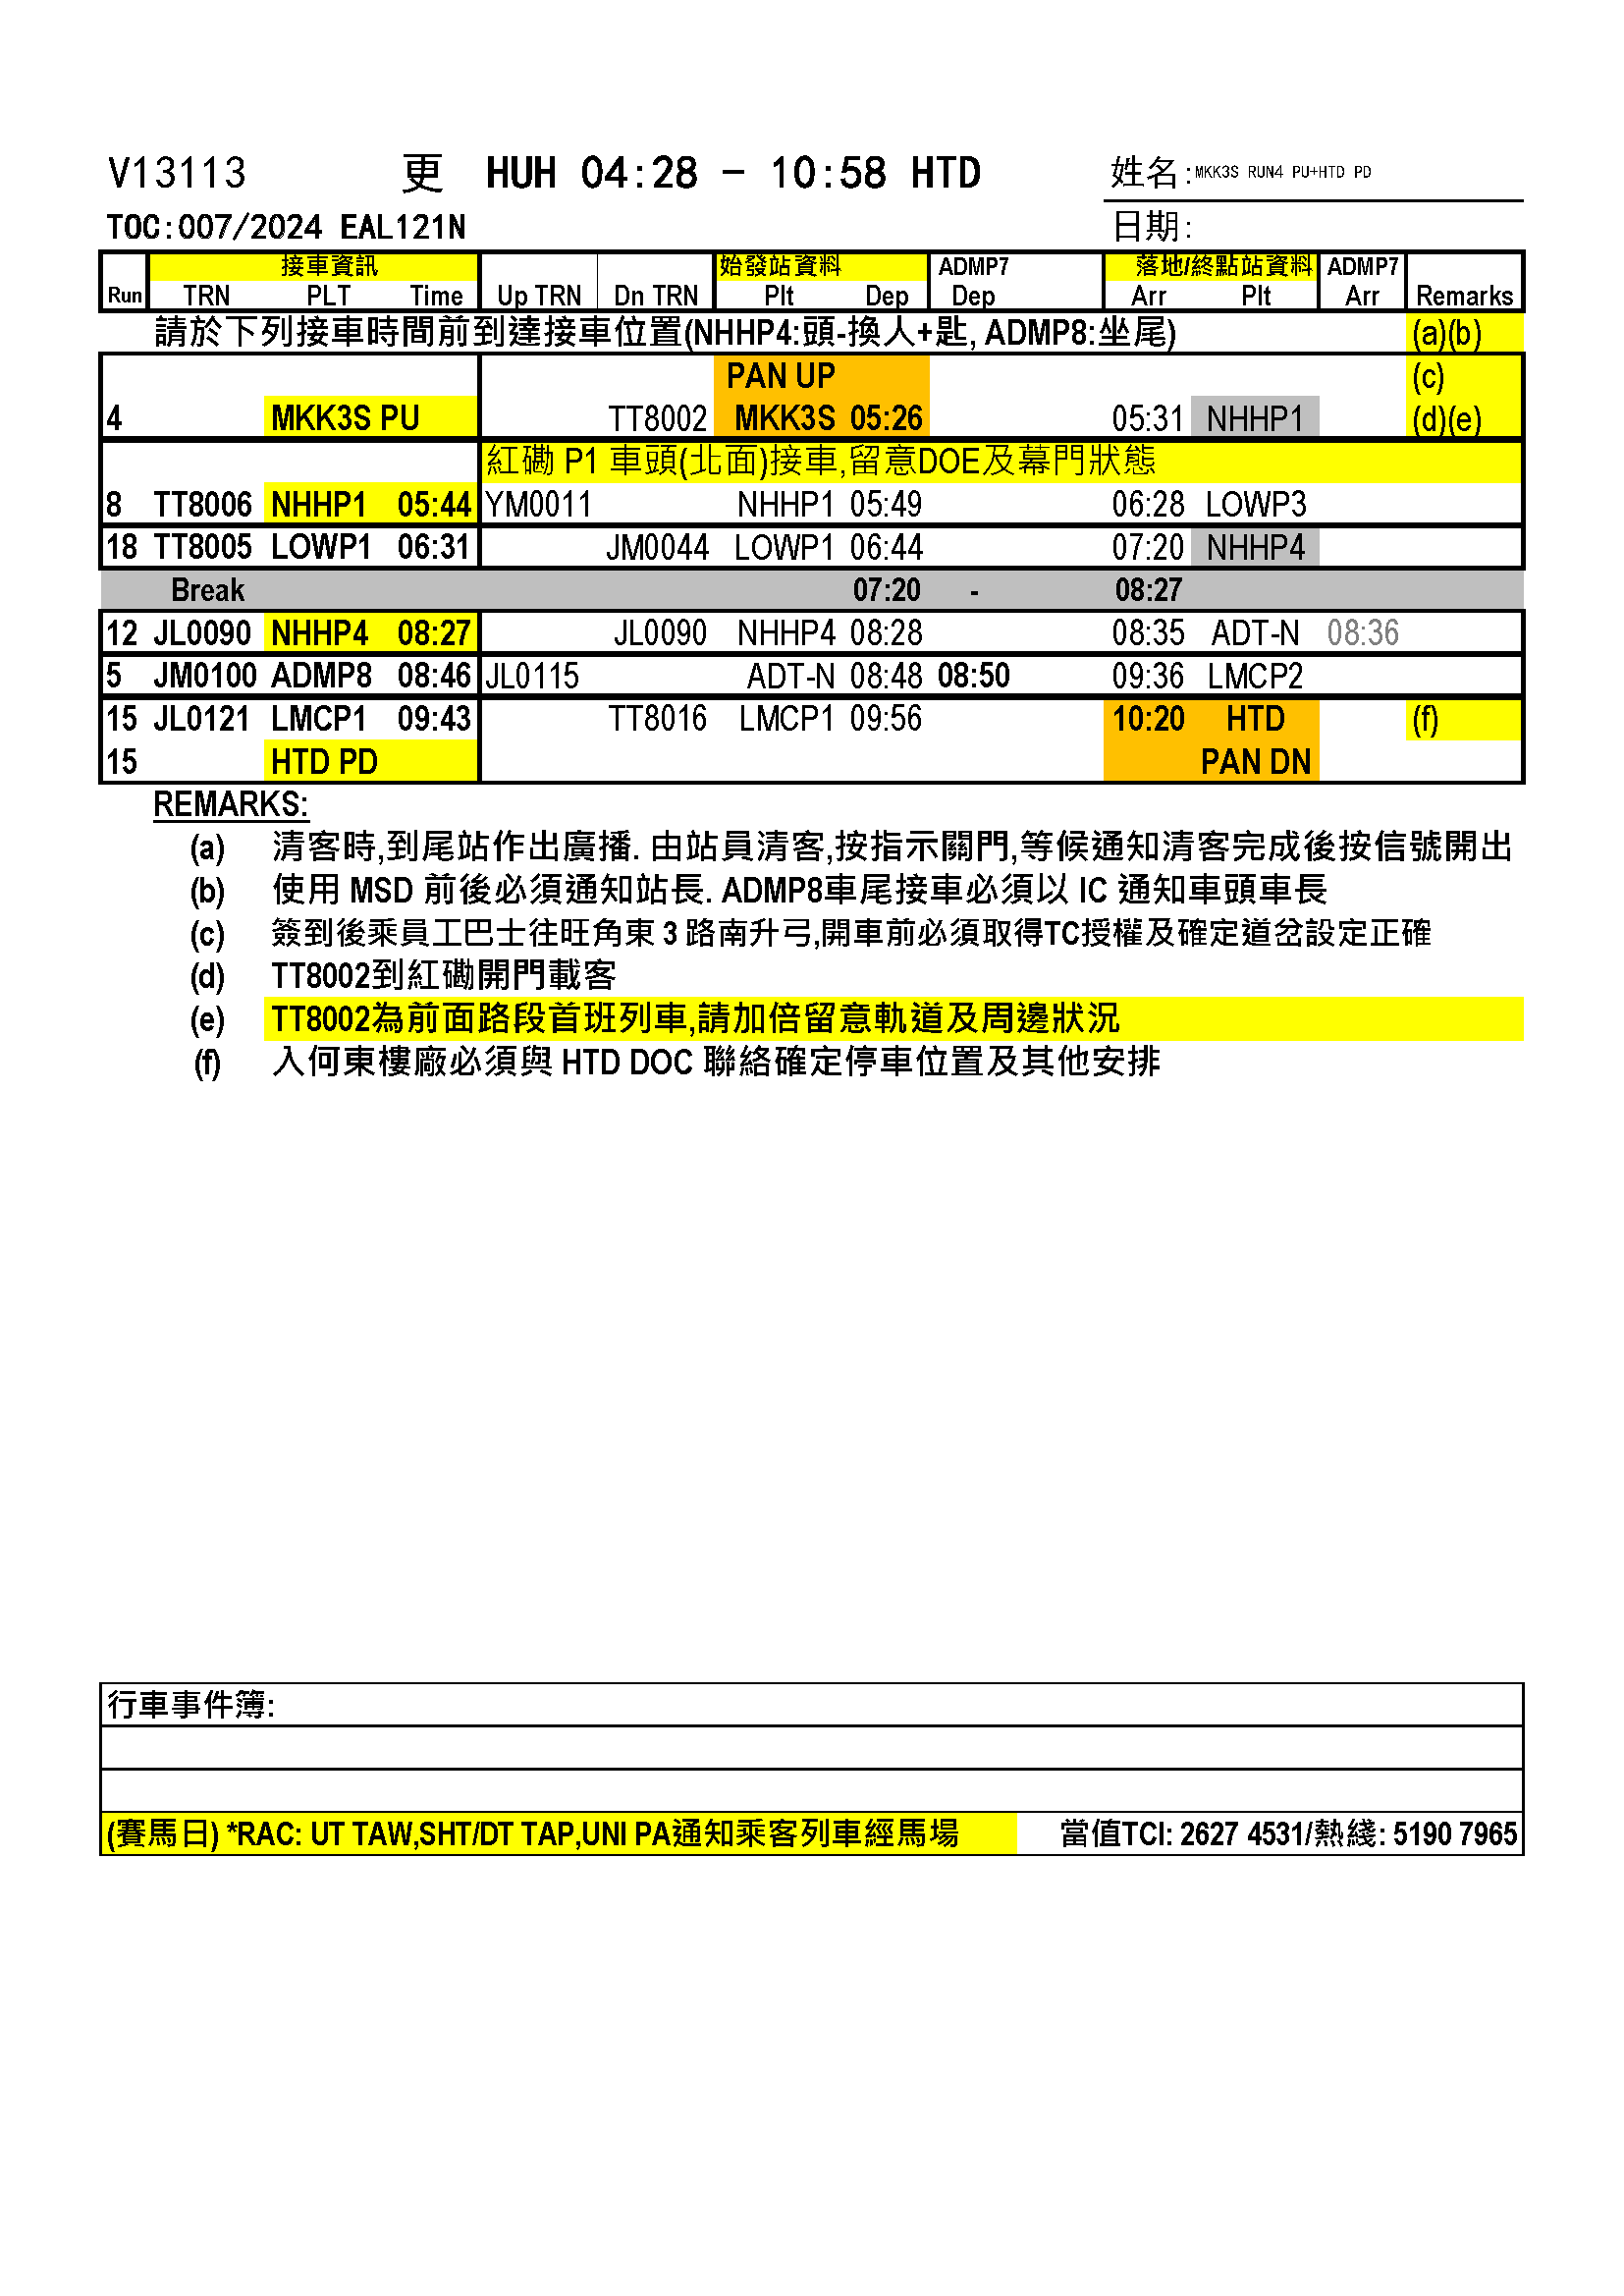 V13113 更 HUH 04:28 - 10:58 HTD 姓名:MKK3S RUN4 PU+HTD PD
TOC:007/2024 EAL121N 日期:
接車資訊 始發站資料 ADMP7 落地/終點站資料 ADMP7
Run TRN PLT Time Up TRN Dn TRN Plt Dep Dep Arr Plt Arr Remarks
請於下列接車時間前到達接車位置(NHHP4:頭-換人+匙, ADMP8:坐尾) (a)(b)
PAN UP (c)
4 MKK3S PU TT8002 MKK3S 05:26 05:31 NHHP1 (d)(e)
紅磡 P1 車頭(北面)接車,留意DOE及幕門狀態
8 TT8006 NHHP1 05:44 YM0011 NHHP1 05:49 06:28 LOWP3
18 TT8005 LOWP1 06:31 JM0044 LOWP1 06:44 07:20 NHHP4
Break 07:20 - 08:27
12 JL0090 NHHP4 08:27 JL0090 NHHP4 08:28 08:35 ADT-N 08:36
5 JM0100 ADMP8 08:46 JL0115 ADT-N 08:48 08:50 09:36 LMCP2
15 JL0121 LMCP1 09:43 TT8016 LMCP1 09:56 10:20 HTD (f)
15 HTD PD PAN DN
REMARKS:
(a) 清客時,到尾站作出廣播. 由站員清客,按指示關門,等候通知清客完成後按信號開出
(b) 使用 MSD 前後必須通知站長. ADMP8車尾接車必須以 IC 通知車頭車長
(c) 簽到後乘員工巴士往旺角東 3 路南升弓,開車前必須取得TC授權及確定道岔設定正確
(d) TT8002到紅磡開門載客
(e) TT8002為前面路段首班列車,請加倍留意軌道及周邊狀況
(f) 入何東樓廠必須與 HTD DOC 聯絡確定停車位置及其他安排
行車事件簿:
(賽馬日) *RAC: UT TAW,SHT/DT TAP,UNI PA通知乘客列車經馬場 當值TCI: 2627 4531/熱綫: 5190 7965